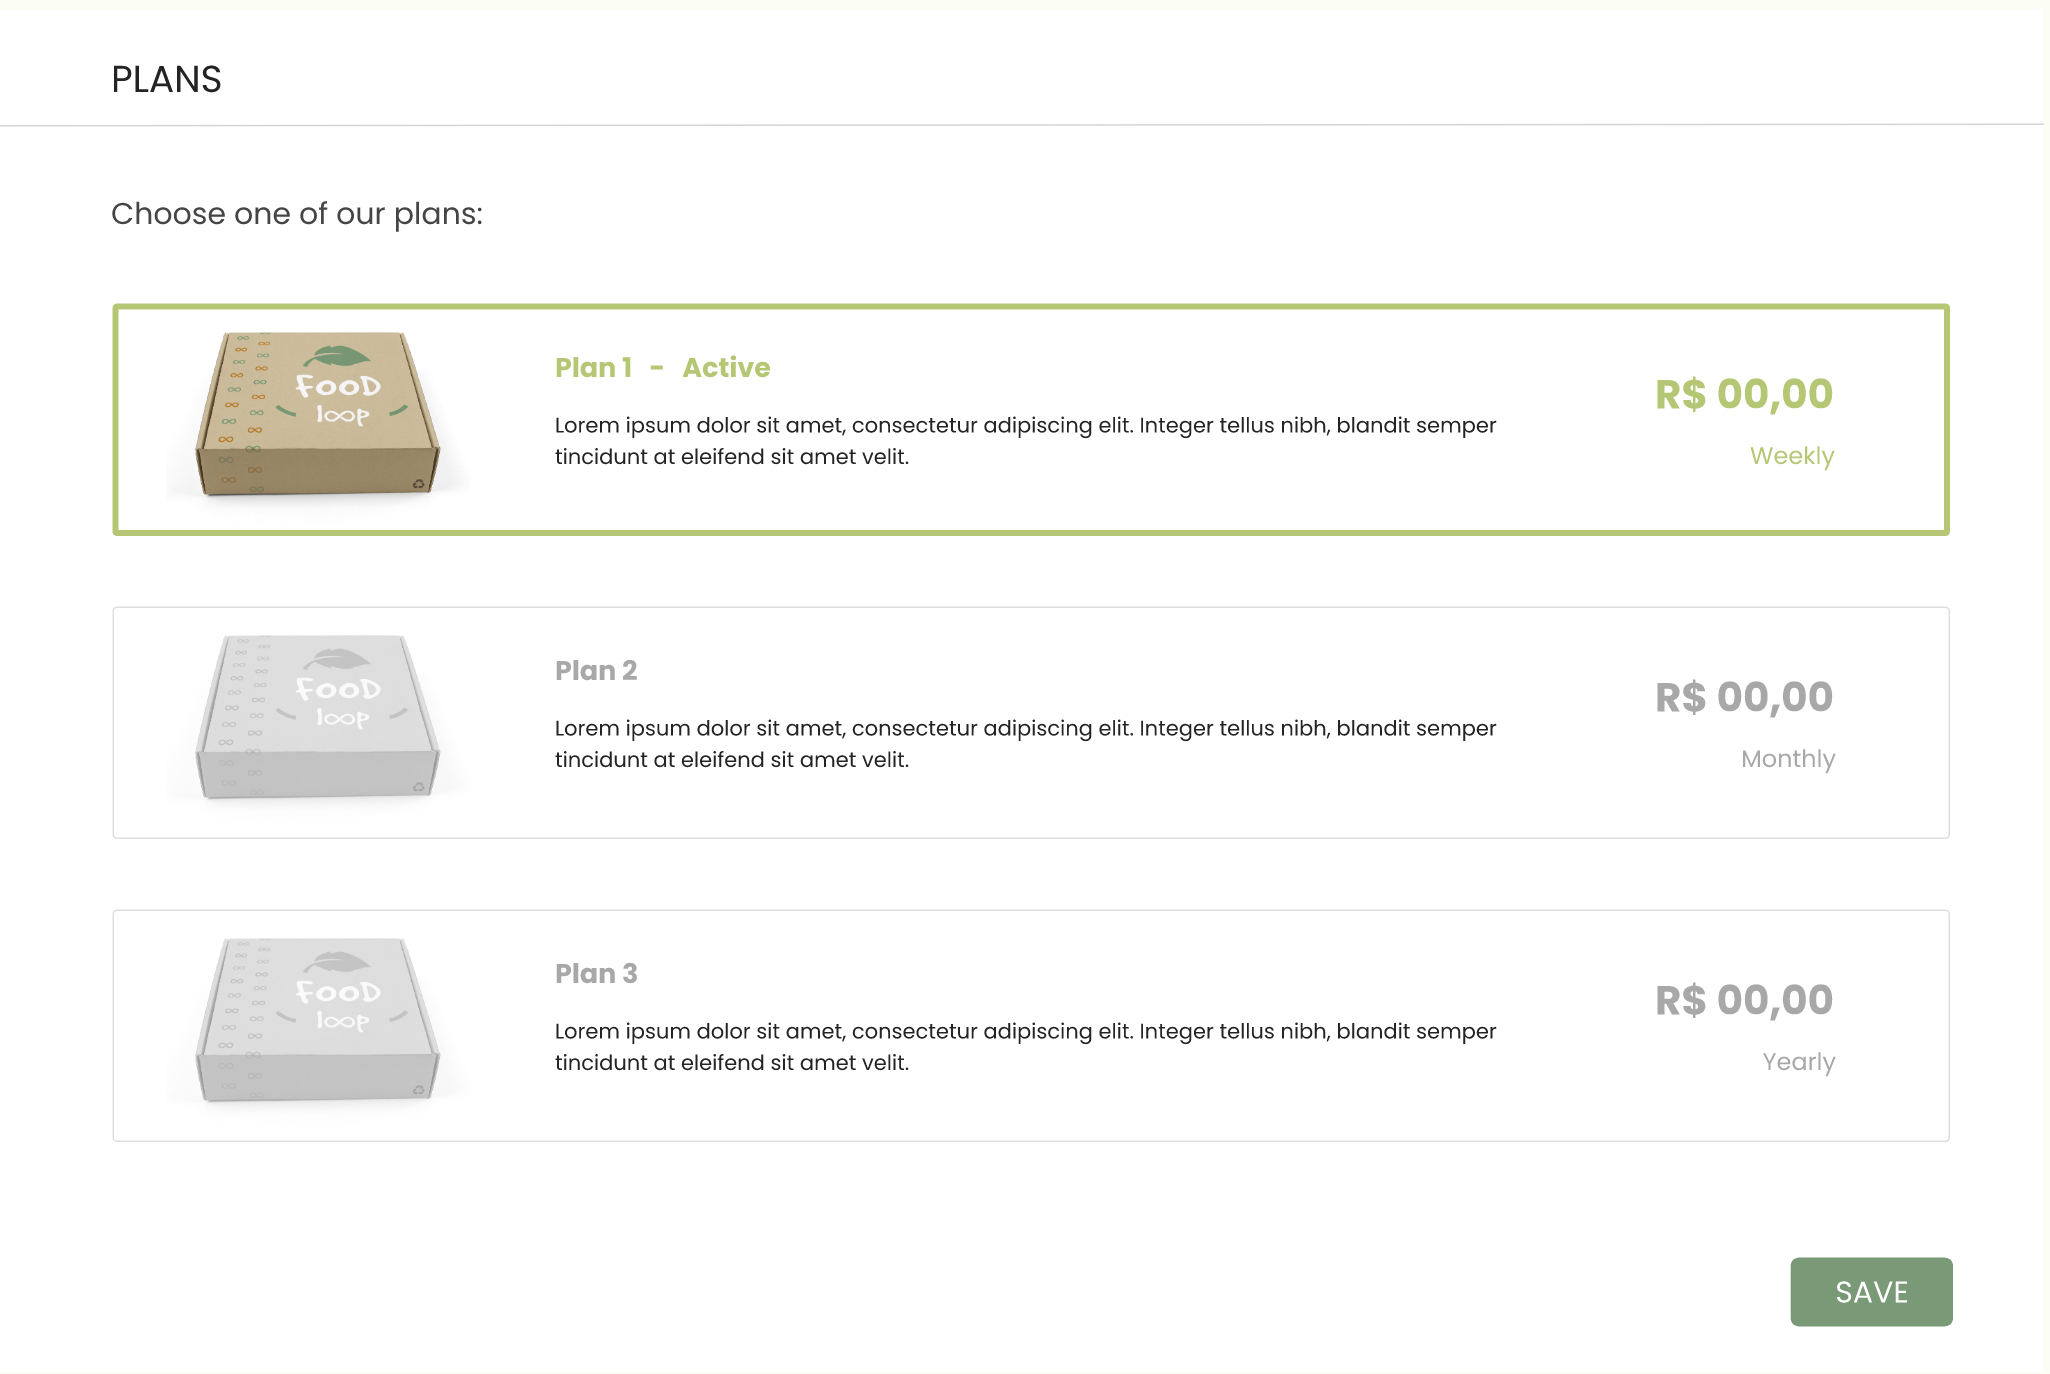 PLANS
Choose one of our plans:
FOOD
loop
Plan 1 - Active
Lorem ipsum dolor sit amet, consectetur adipiscing elit. Integer tellus nibh, blandit semper
tincidunt at eleifend sit amet velit.
R$ 00,00
Weekly
FOOD
loop
Plan 2
Lorem ipsum dolor sit amet, consectetur adipiscing elit. Integer tellus nibh, blandit semper
tincidunt at eleifend sit amet velit.
R$ 00,00
Monthly
FOOD
loop
Plan 3
Lorem ipsum dolor sit amet, consectetur adipiscing elit. Integer tellus nibh, blandit semper
tincidunt at eleifend sit amet velit.
R$ 00,00
Yearly
SAVE